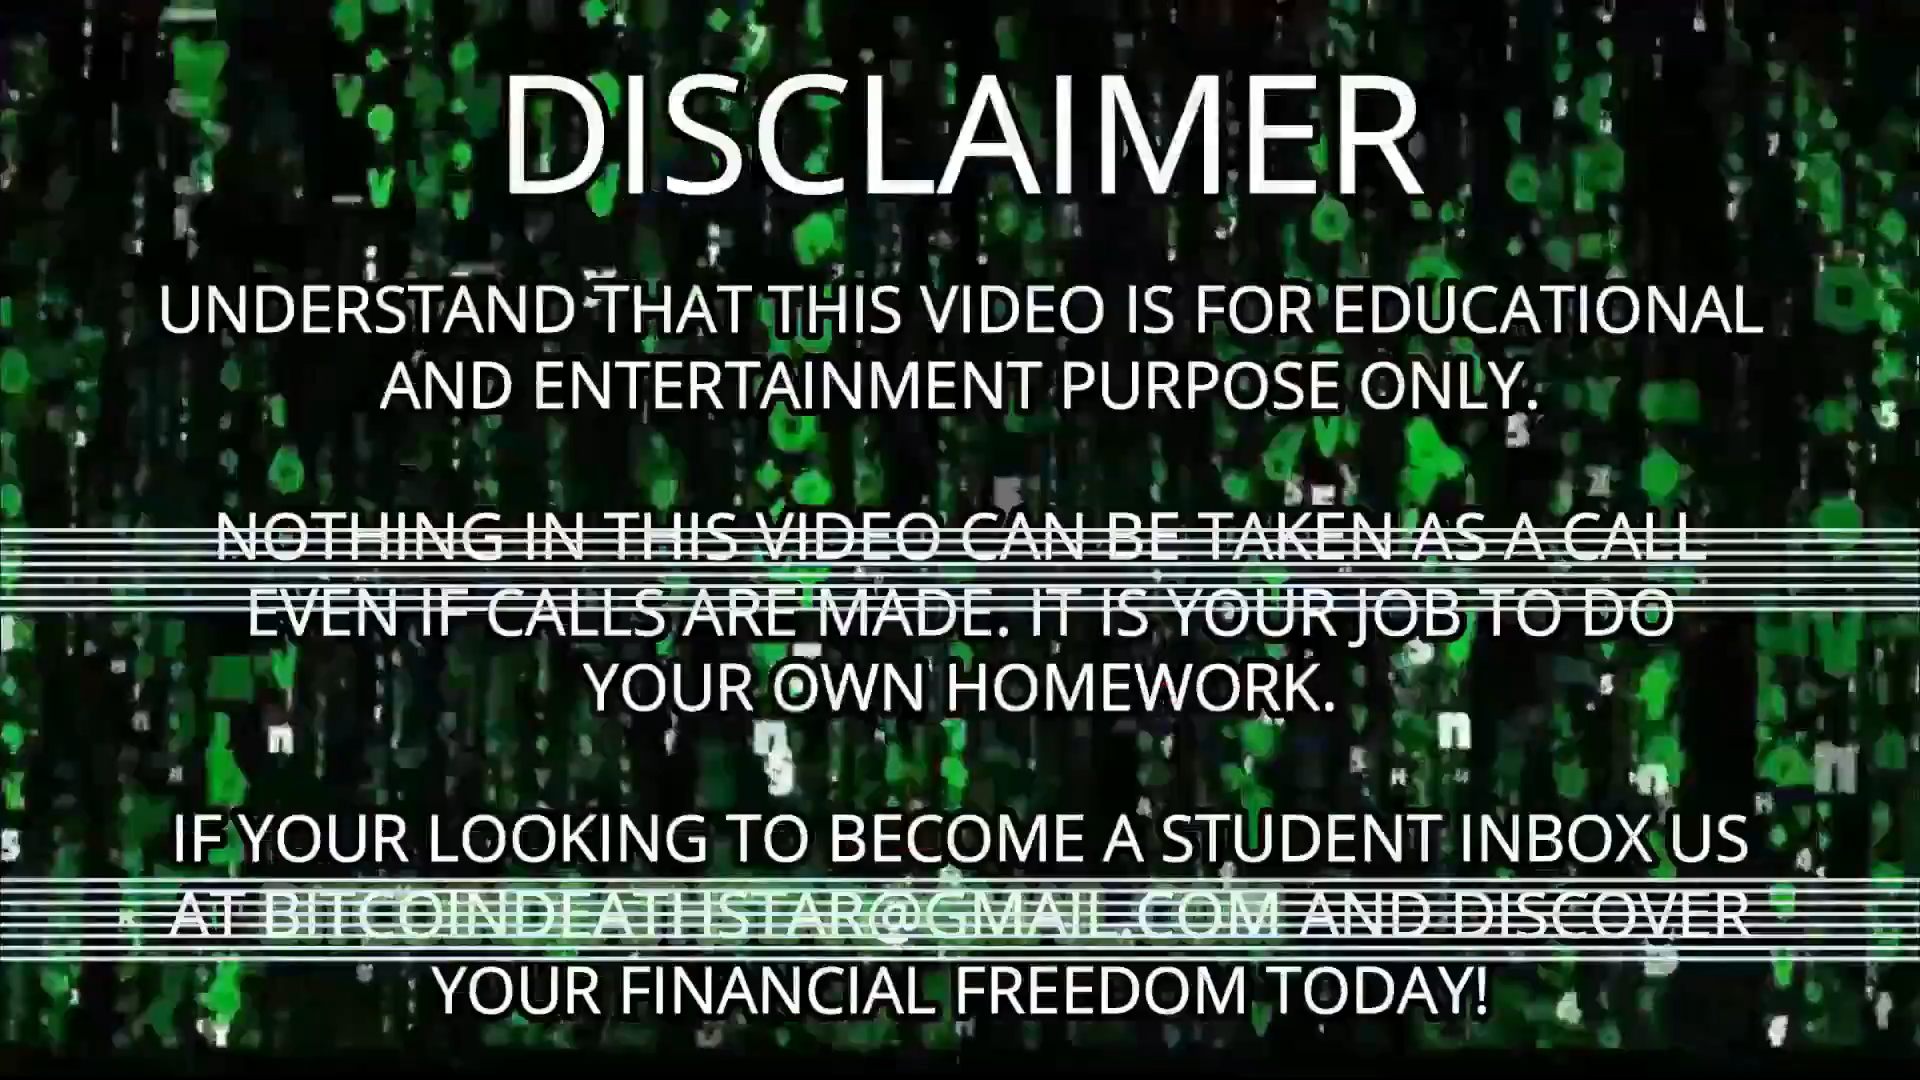 DISCLAIMER
UNDERSTAND THAT THIS VIDEO IS FOR EDUCATIONAL
AND ENTERTAINMENT PURPOSE ONLY.
NOTHING IN THIS VIDEO CAN BE TAKEN AS A CALL
EVEN IF CALLS ARE MADE. IT IS YOUR JOB TO DO
YOUR OWN HOMEWORK.
IF YOUR LOOKING TO BECOME A STUDENT INBOX US
AT BITCOINDEATHSTAR@GMAIL.COM AND DISCOVER
YOUR FINANCIAL FREEDOM TODAY!